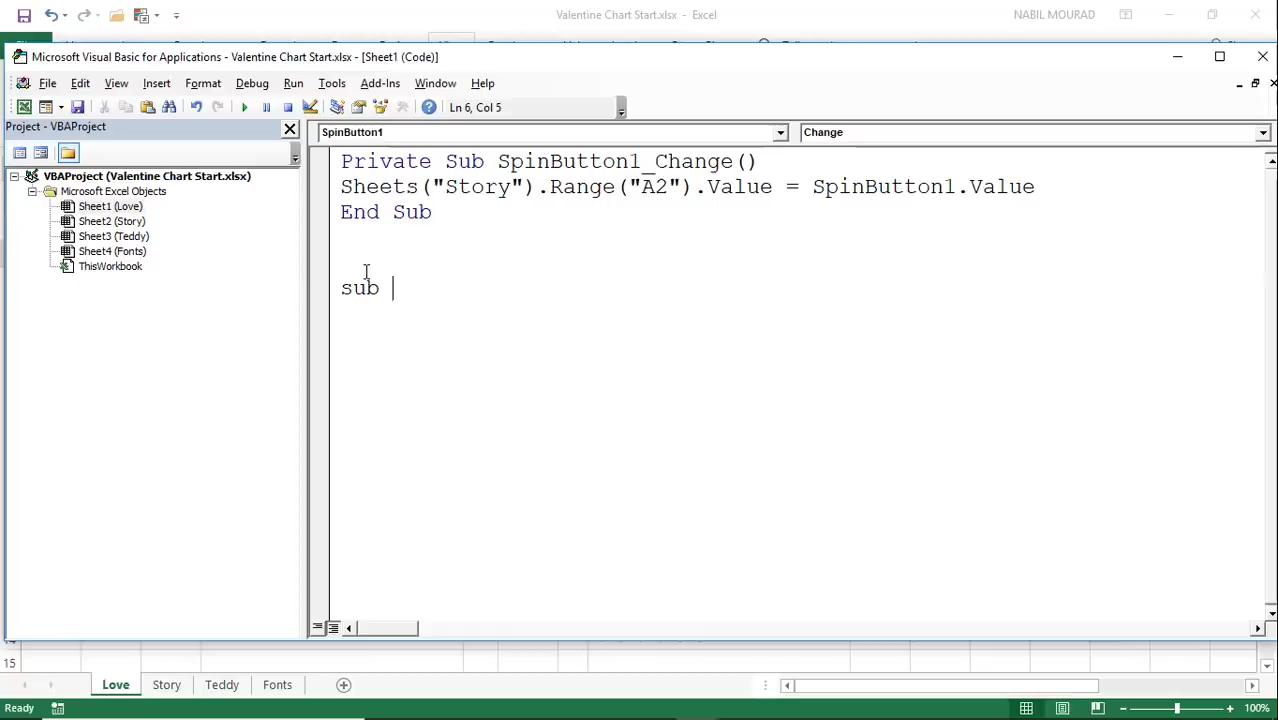 Valentine Chart Start.xlsx - Excel
NABIL MOURAD
Microsoft Visual Basic for Applications - Valentine Chart Start.xlsx - [Sheet1 (Code)]
File Edit View Insert Format Debug Run Tools Add-Ins Window Help
Ln 6, Col 5
Project - VBAProject
SpinButton1
Change
VBAProject (Valentine Chart Start.xlsx)
Microsoft Excel Objects
Sheet1 (Love)
Sheet2 (Story)
Sheet3 (Teddy)
Sheet4 (Fonts)
ThisWorkbook
Private Sub SpinButton1_Change()
Sheets("Story").Range("A2").Value = SpinButton1.Value
End Sub
sub
15
Love Story Teddy Fonts
Ready
100%